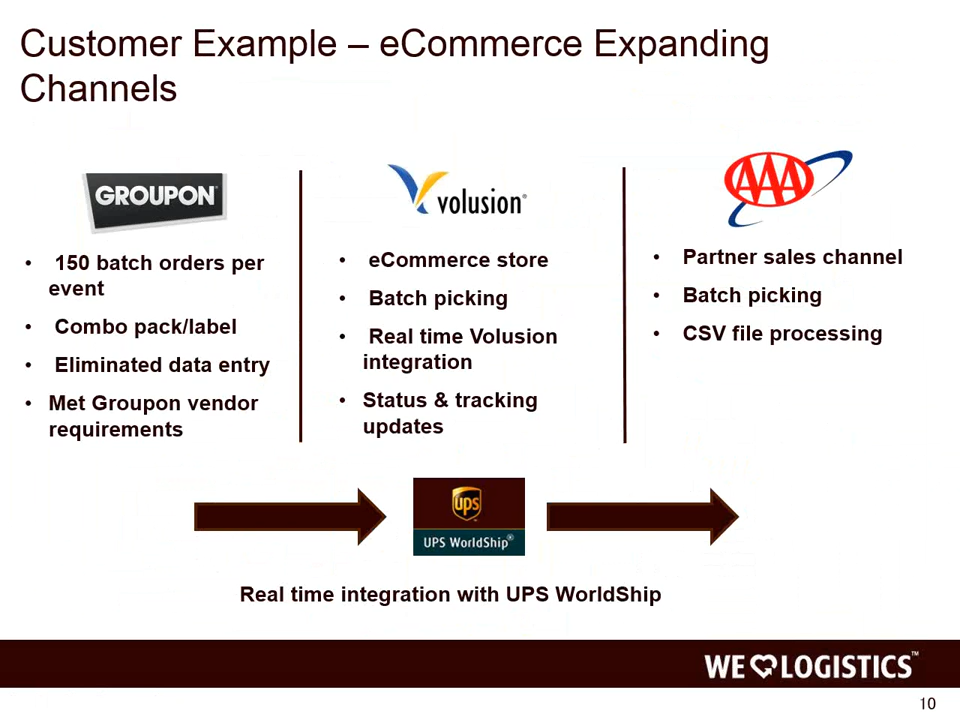 Customer Example – eCommerce Expanding
Channels
GROUPON
• 150 batch orders per
event
• Combo pack/label
• Eliminated data entry
• Met Groupon vendor
requirements
volusion®
• eCommerce store
• Batch picking
• Real time Volusion
integration
• Status & tracking
updates
AAA
• Partner sales channel
• Batch picking
• CSV file processing
ups
UPS WorldShip®
Real time integration with UPS WorldShip
WE LOGISTICS™
10